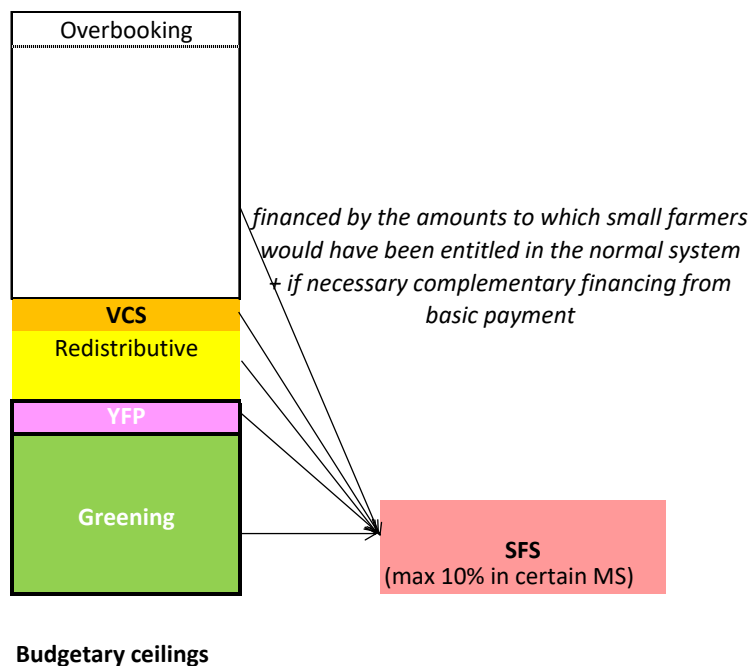 Overbooking
financed by the amounts to which small farmers
would have been entitled in the normal system
+ if necessary complementary financing from
basic payment
VCS
Redistributive
YFP
Greening
SFS
(max 10% in certain MS)
Budgetary ceilings